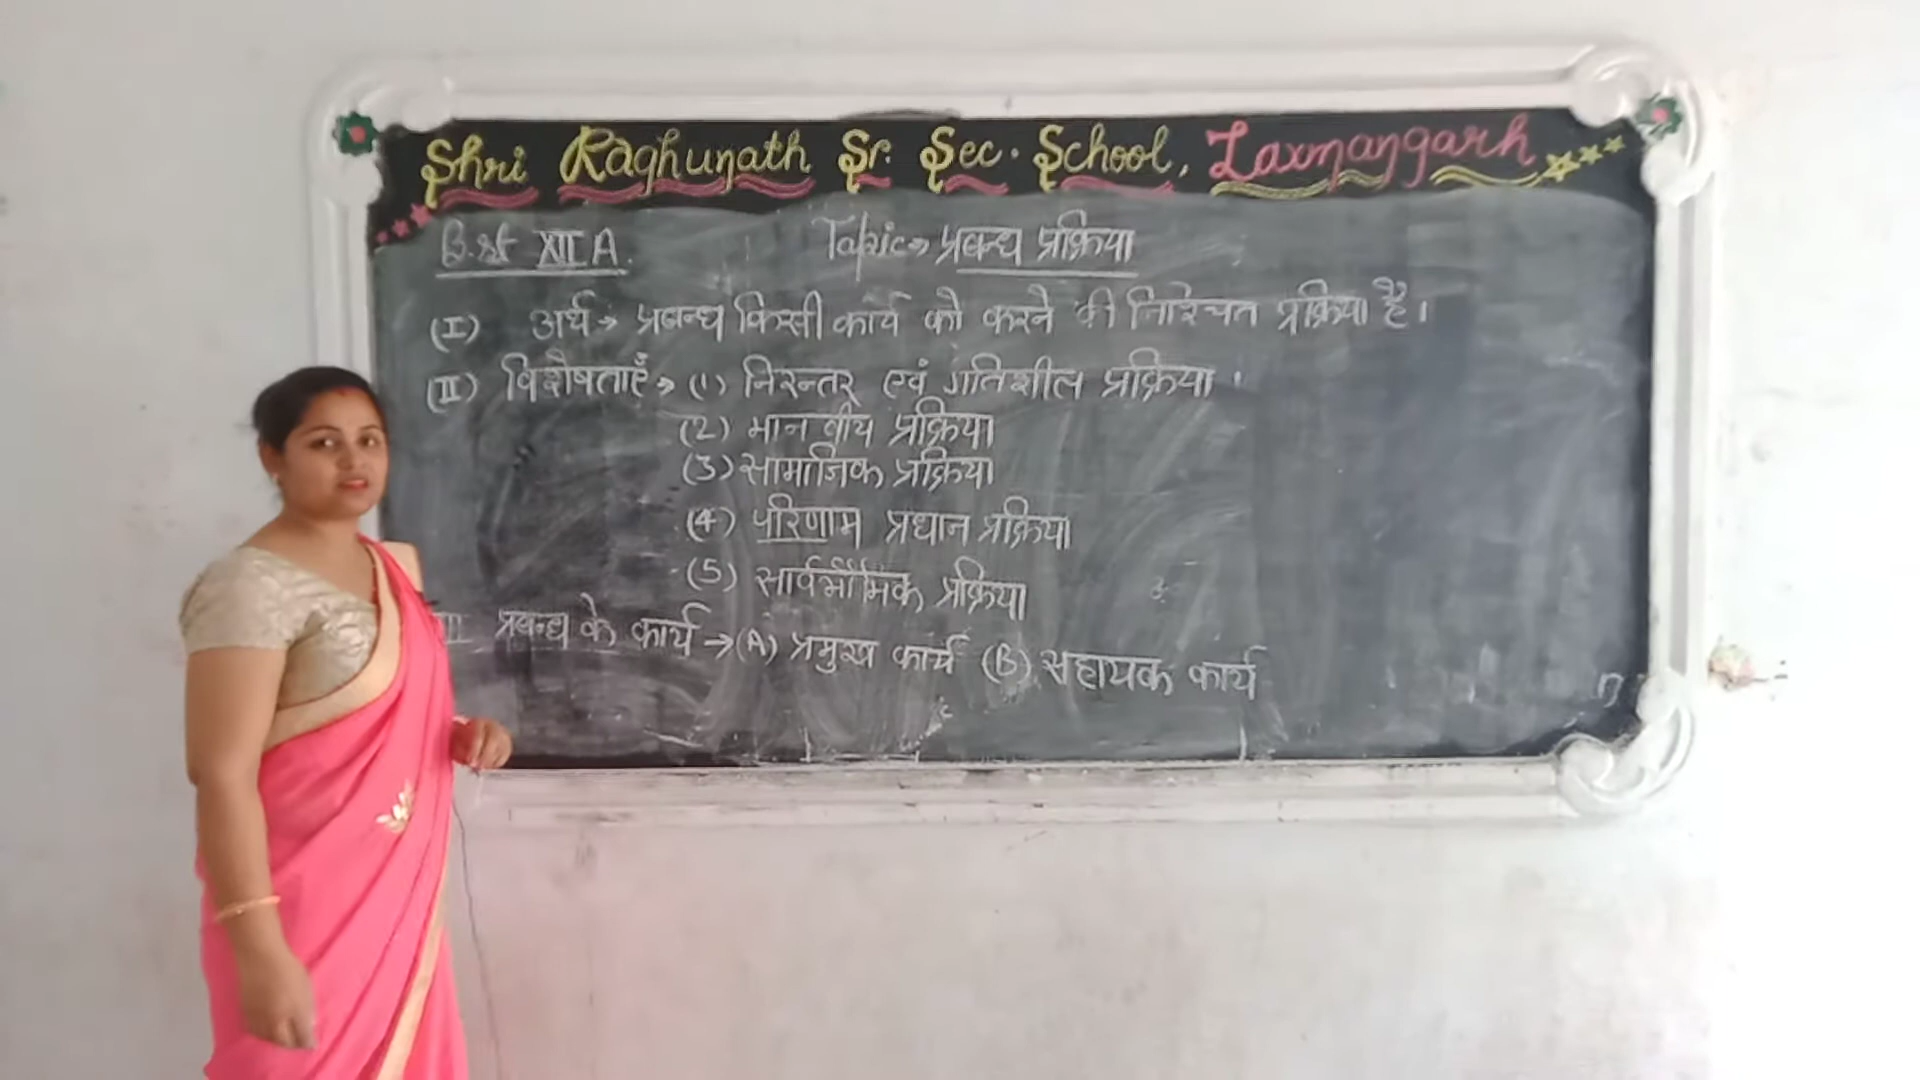 Shri Raghunath Sr. Sec. School, Laxmangarh
B.st XII A. Topic→ प्रबन्ध प्रक्रिया
(I) अर्थ→ प्रबन्ध किसी कार्य को करने की निश्चित प्रक्रिया है।
(II) विशेषताएँ→ (1) निरन्तर एवं गतिशील प्रक्रिया।
(2) मानवीय प्रक्रिया
(3) सामाजिक प्रक्रिया
(4) परिणाम प्रधान प्रक्रिया
(5) सार्वभौमिक प्रक्रिया
III प्रबन्ध के कार्य →(A) प्रमुख कार्य (B) सहायक कार्य